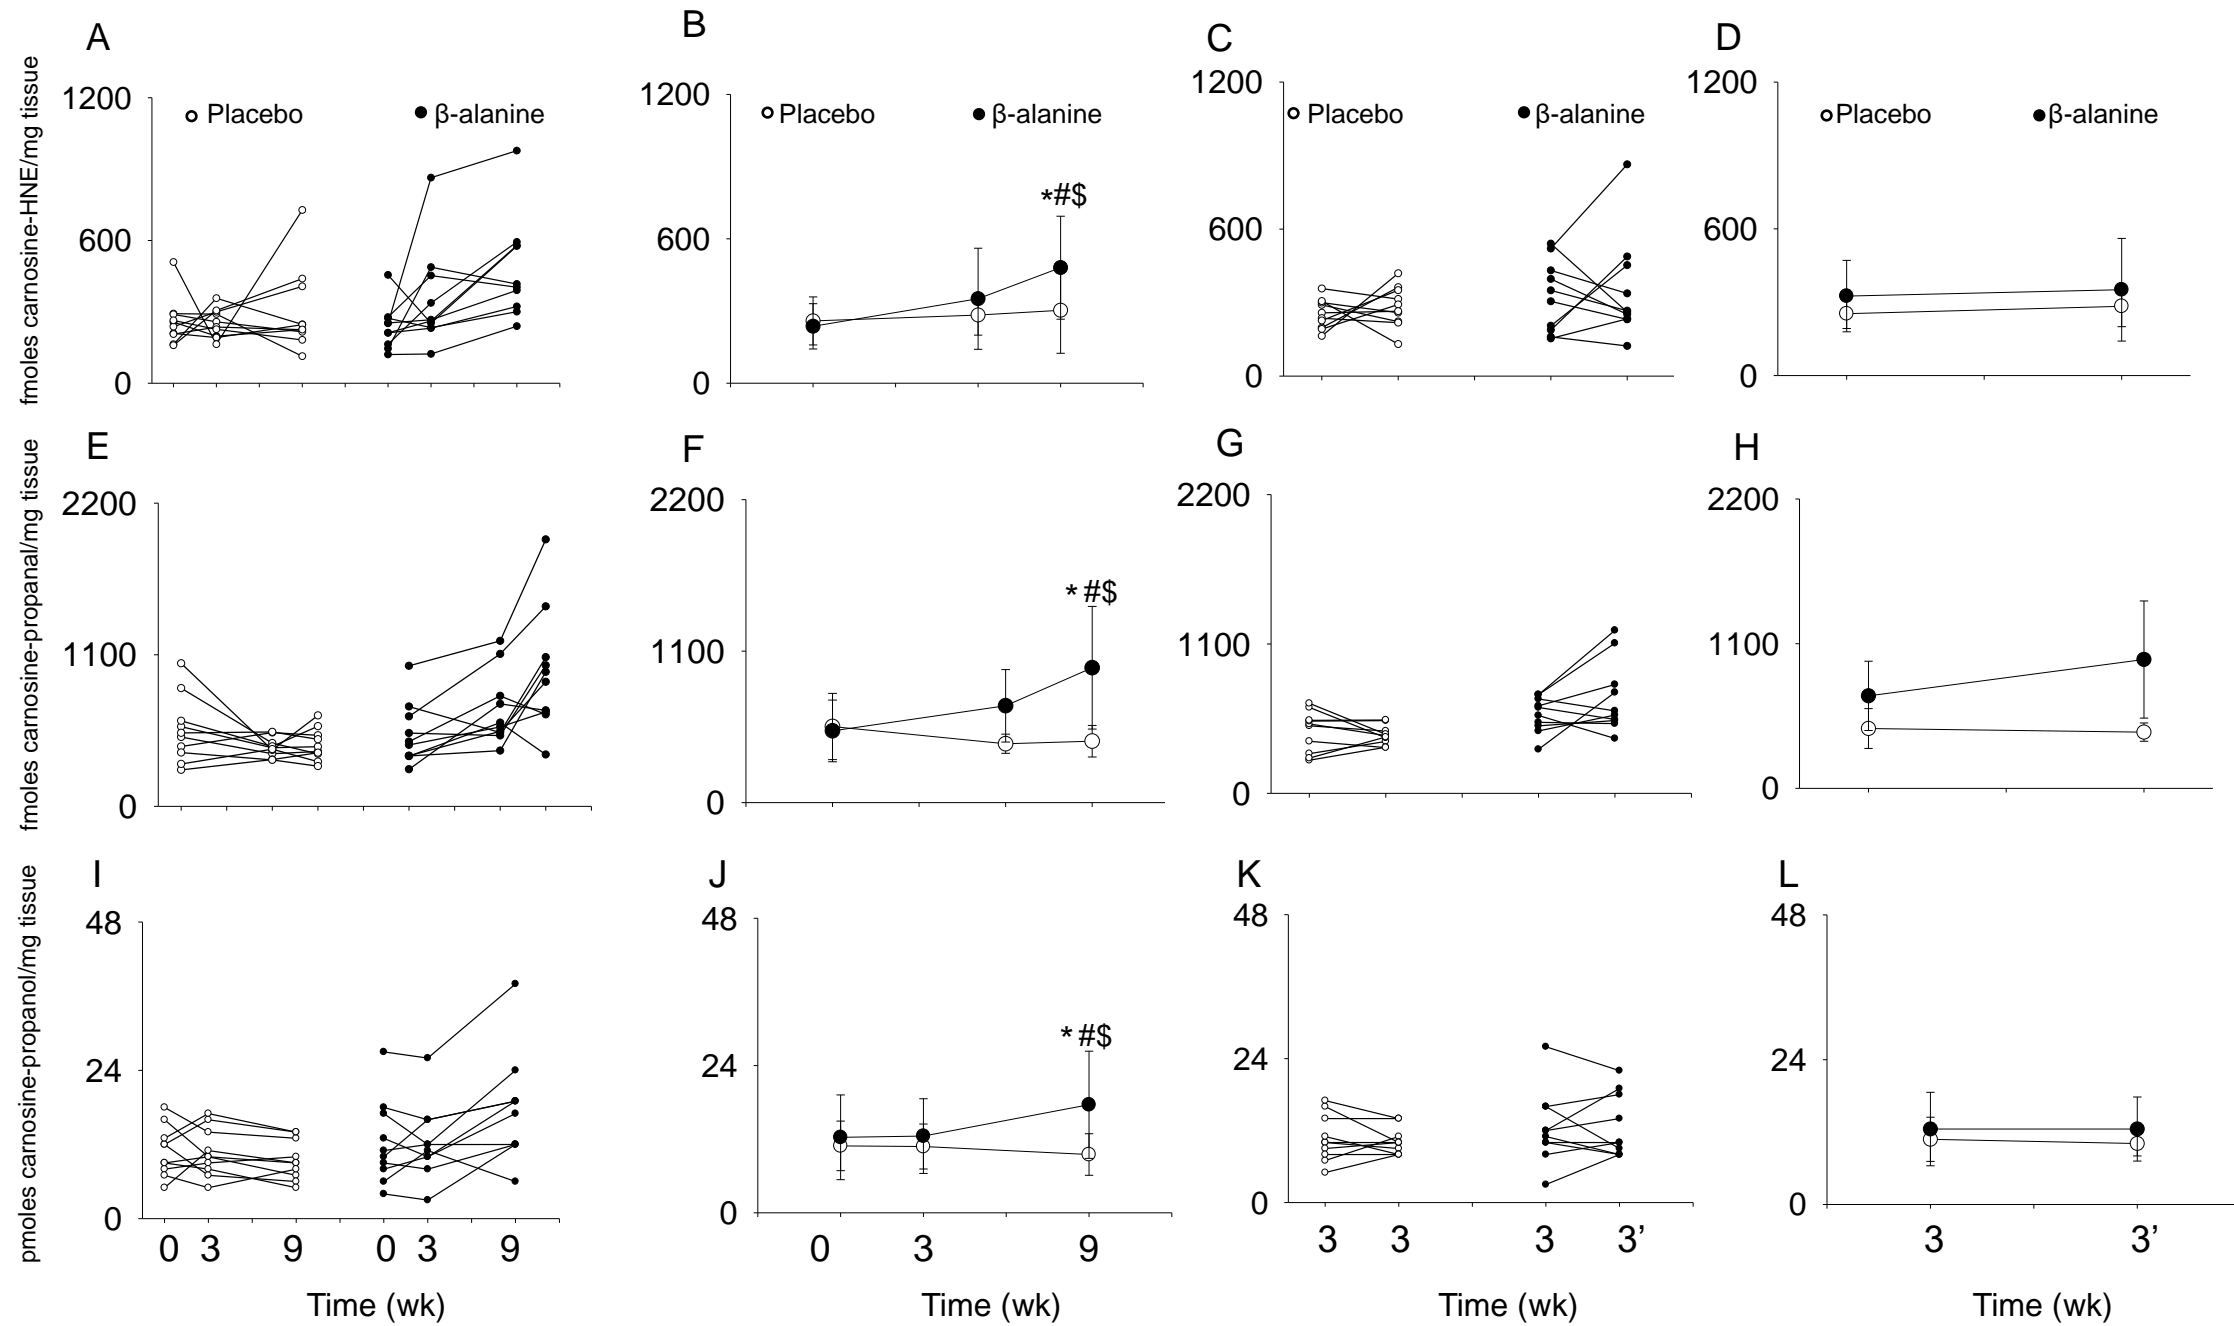 A
fmoles carnosine-HNE/mg tissue
1200
600
0
Placebo
β-alanine
B
1200
600
0
Placebo
β-alanine
*#$
C
1200
600
0
Placebo
β-alanine
D
1200
600
0
Placebo
β-alanine
E
fmoles carnosine-propanal/mg tissue
2200
1100
0
F
2200
1100
0
* #$
G
2200
1100
0
H
2200
1100
0
I
pmoles carnosine-propanol/mg tissue
48
24
0
0 3 9 0 3 9
Time (wk)
J
48
24
0
* #$
0 3 9
Time (wk)
K
48
24
0
3 3 3 3’
Time (wk)
L
48
24
0
3 3’
Time (wk)